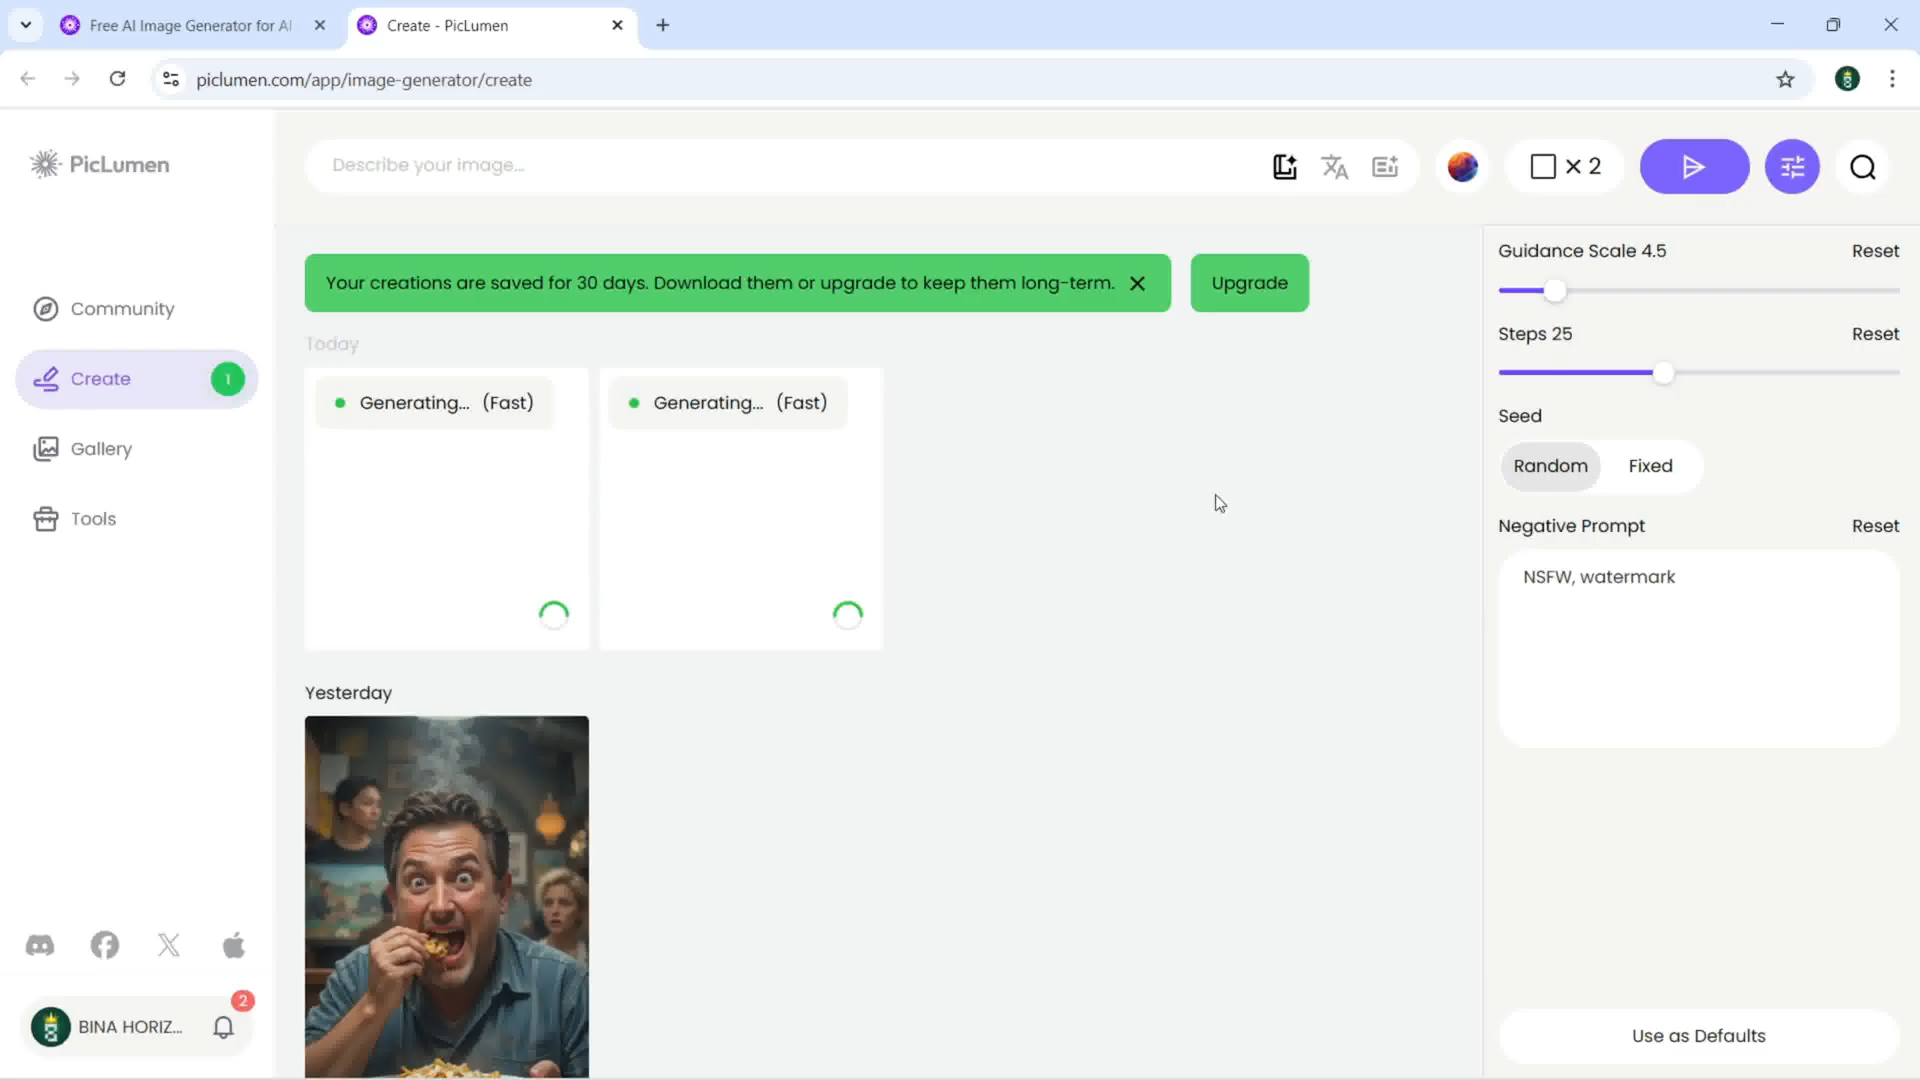 Free AI Image Generator for AI
Create - PicLumen
piclumen.com/app/image-generator/create
PicLumen
Describe your image...
× 2
Community
Create
1
Gallery
Tools
BINA HORIZ...
2
Your creations are saved for 30 days. Download them or upgrade to keep them long-term.
Upgrade
Today
Generating... (Fast)
Generating... (Fast)
Yesterday
Guidance Scale 4.5
Reset
Steps 25
Reset
Seed
Random
Fixed
Negative Prompt
Reset
NSFW, watermark
Use as Defaults